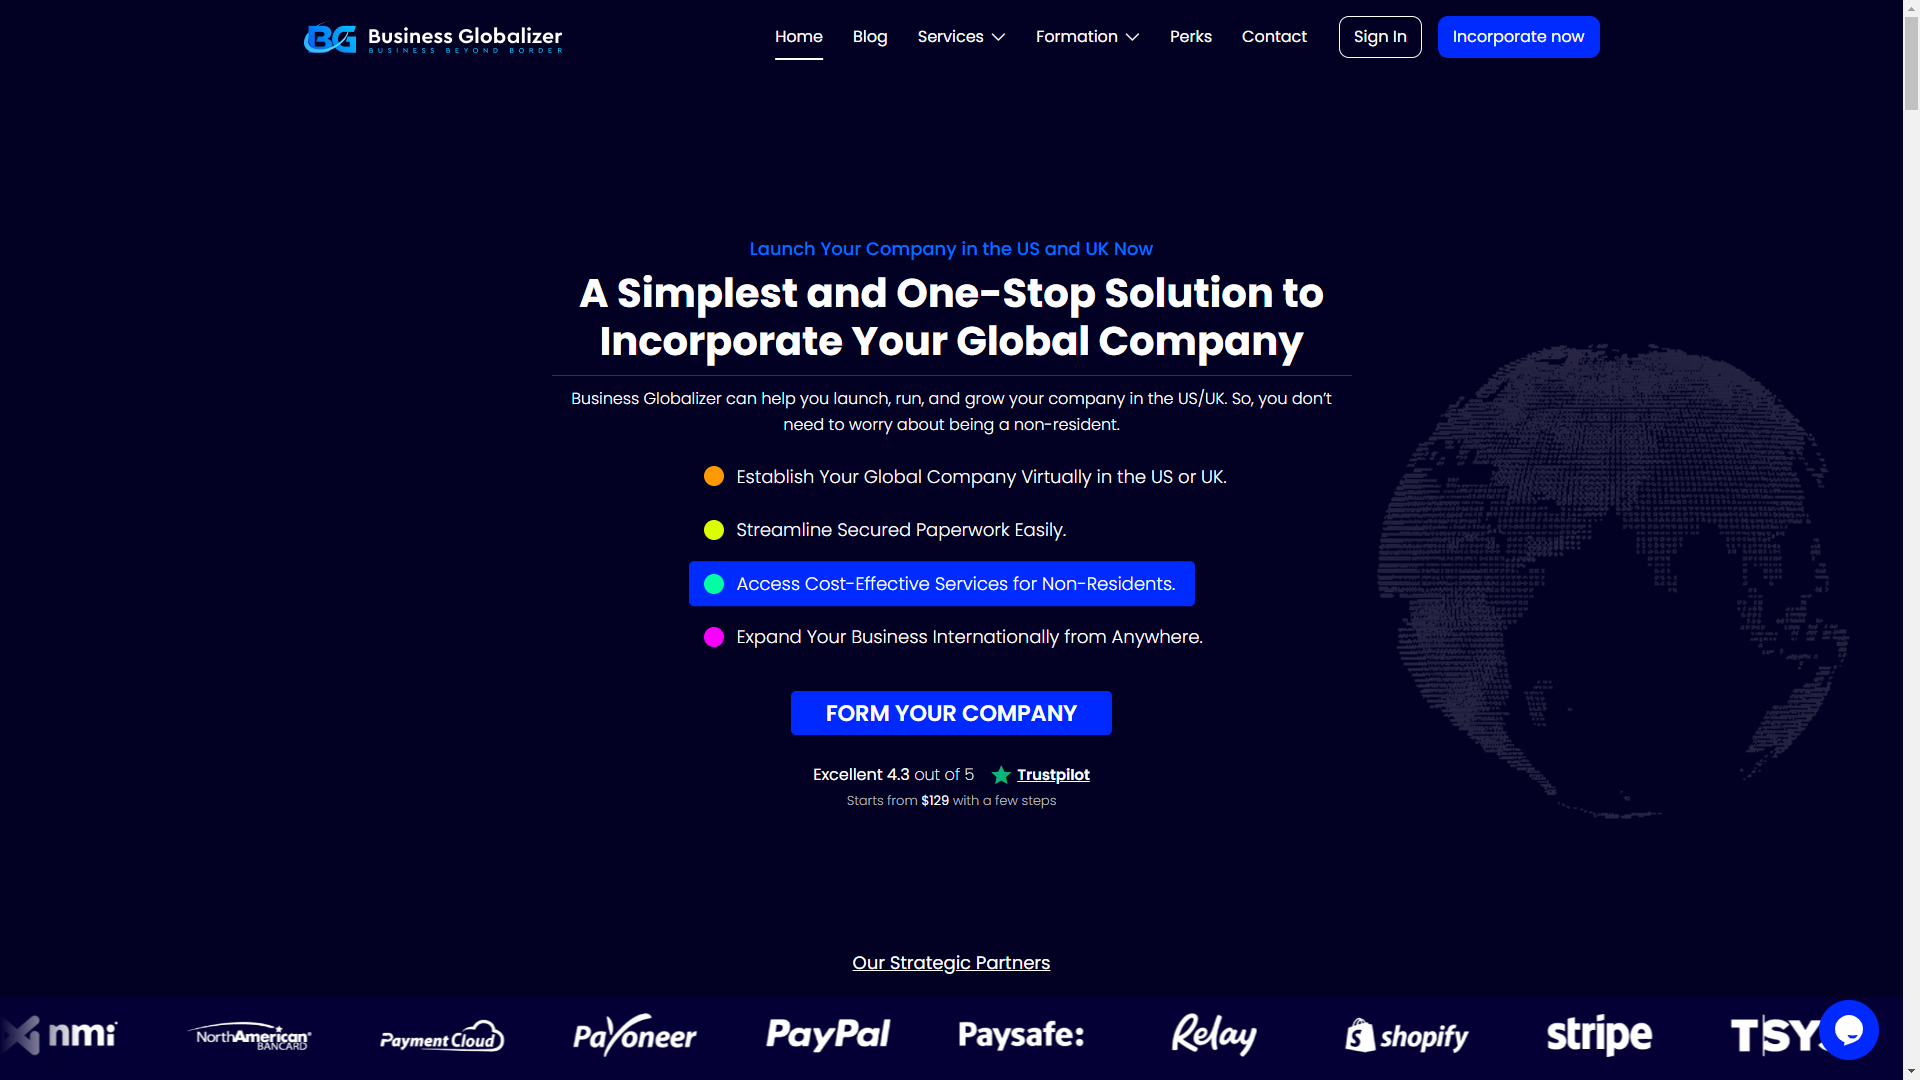 BG Business Globalizer
BUSINESS BEYOND BORDER
Home
Blog
Services
Formation
Perks
Contact
Sign In
Incorporate now
Launch Your Company in the US and UK Now
A Simplest and One-Stop Solution to
Incorporate Your Global Company
Business Globalizer can help you launch, run, and grow your company in the US/UK. So, you don't
need to worry about being a non-resident.
Establish Your Global Company Virtually in the US or UK.
Streamline Secured Paperwork Easily.
Access Cost-Effective Services for Non-Residents.
Expand Your Business Internationally from Anywhere.
FORM YOUR COMPANY
Excellent 4.3 out of 5 Trustpilot
Starts from $129 with a few steps
Our Strategic Partners
nmi
NorthAmerican
BANCARD
Payment Cloud
Payoneer
PayPal
Paysafe:
Relay
shopify
stripe